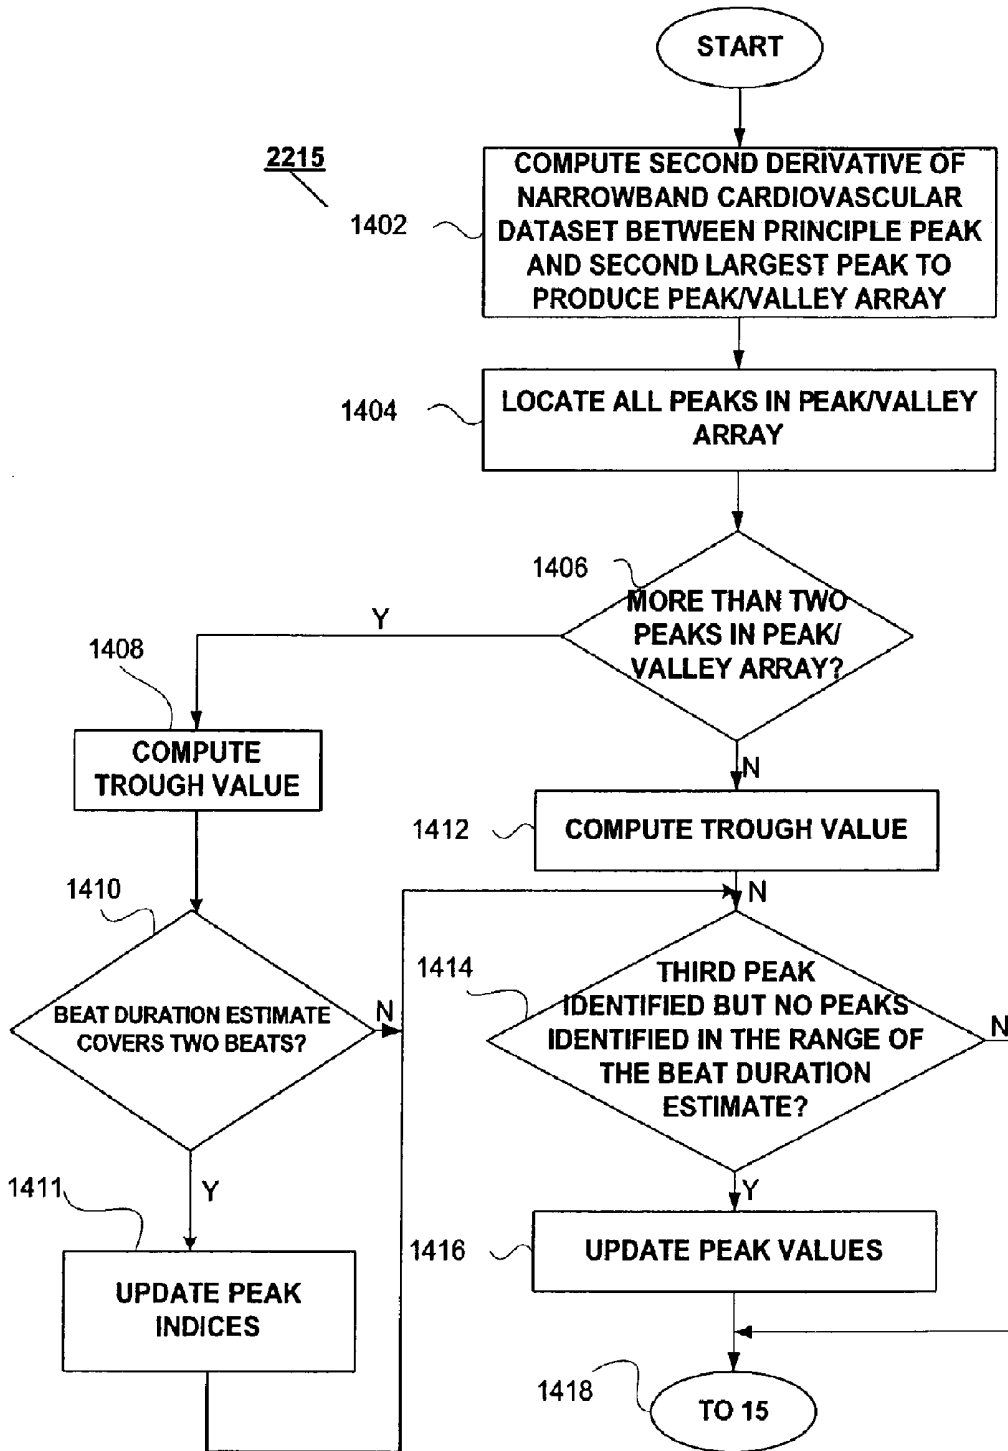 START
2215
1402
COMPUTE SECOND DERIVATIVE OF
NARROWBAND CARDIOVASCULAR
DATASET BETWEEN PRINCIPLE PEAK
AND SECOND LARGEST PEAK TO
PRODUCE PEAK/VALLEY ARRAY
1404
LOCATE ALL PEAKS IN PEAK/VALLEY
ARRAY
1406
MORE THAN TWO
PEAKS IN PEAK/
VALLEY ARRAY?
Y
N
1408
COMPUTE
TROUGH VALUE
1412
COMPUTE TROUGH VALUE
N
1410
BEAT DURATION ESTIMATE
COVERS TWO BEATS?
N
Y
1414
THIRD PEAK
IDENTIFIED BUT NO PEAKS
IDENTIFIED IN THE RANGE OF
THE BEAT DURATION
ESTIMATE?
N
Y
1411
UPDATE PEAK
INDICES
1416
UPDATE PEAK VALUES
1418
TO 15